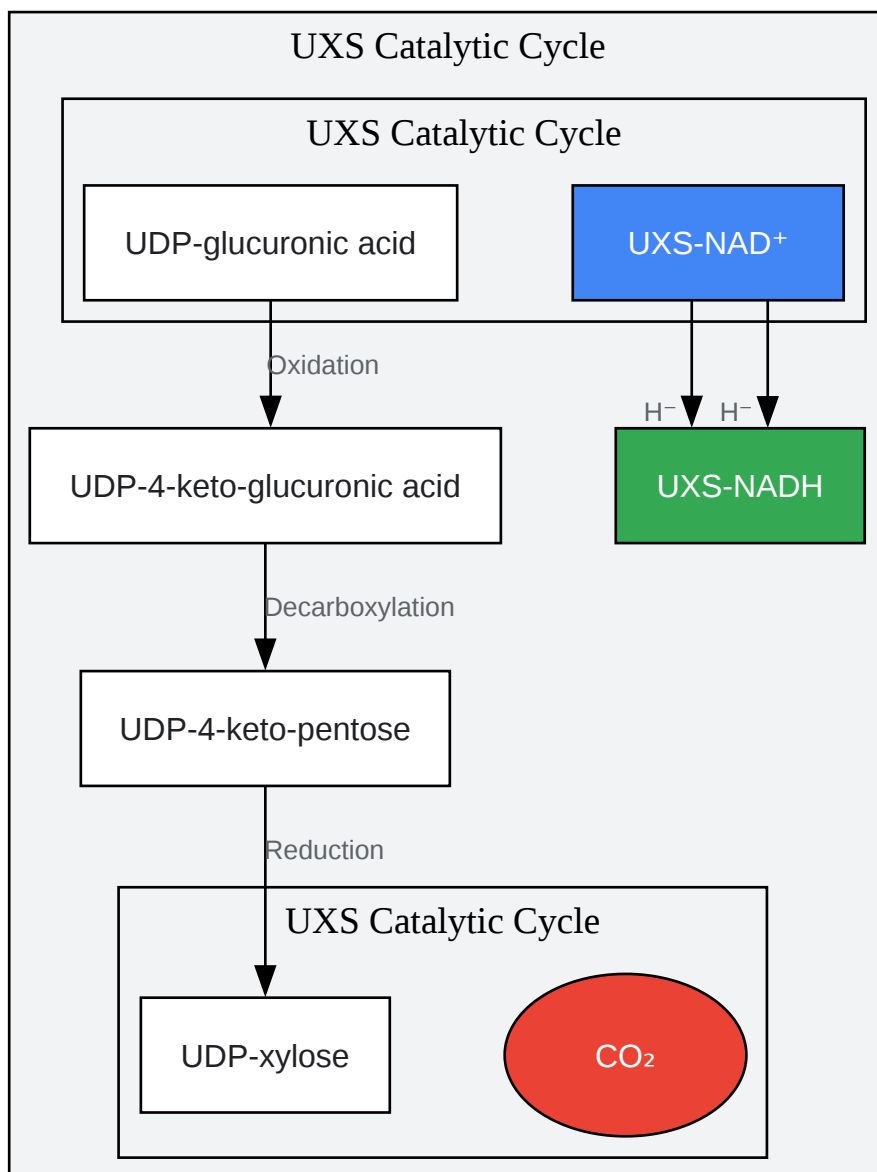 UXS Catalytic Cycle
UXS Catalytic Cycle
UDP-glucuronic acid
UXS-NAD⁺
Oxidation
H⁻
H⁻
UDP-4-keto-glucuronic acid
UXS-NADH
Decarboxylation
UDP-4-keto-pentose
Reduction
UXS Catalytic Cycle
UDP-xylose
CO₂